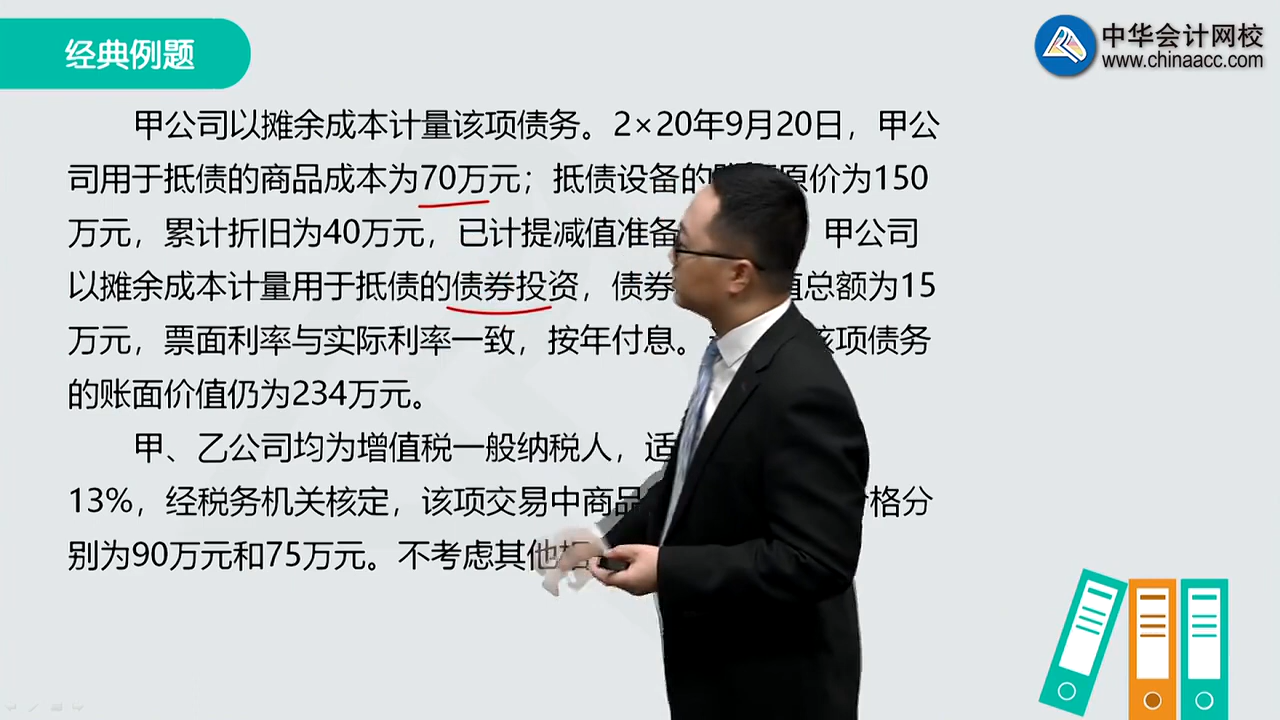 经典例题
中华会计网校
www.chinaacc.com
甲公司以摊余成本计量该项债务。2×20年9月20日，甲公
司用于抵债的商品成本为70万元；抵债设备的 原价为150
万元，累计折旧为40万元，已计提减值准备 甲公司
以摊余成本计量用于抵债的债券投资，债券 值总额为15
万元，票面利率与实际利率一致，按年付息。 该项债务
的账面价值仍为234万元。
甲、乙公司均为增值税一般纳税人，适
13%，经税务机关核定，该项交易中商品 价格分
别为90万元和75万元。不考虑其他